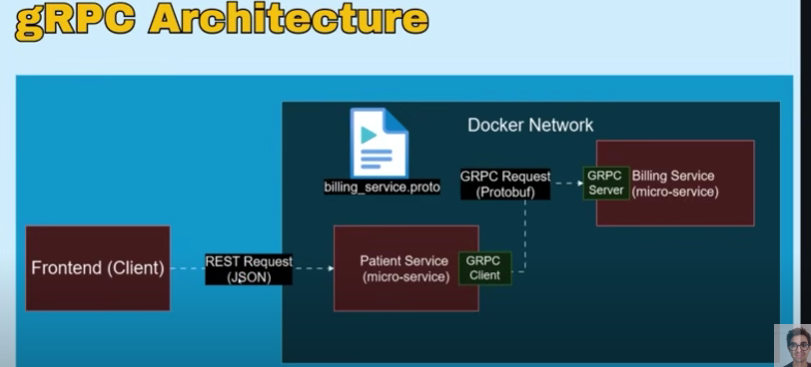 gRPC Architecture
Docker Network
billing_service.proto
GRPC Request
(Protobuf)
GRPC
Server
Billing Service
(micro-service)
Frontend (Client)
REST Request
(JSON)
Patient Service
(micro-service)
GRPC
Client